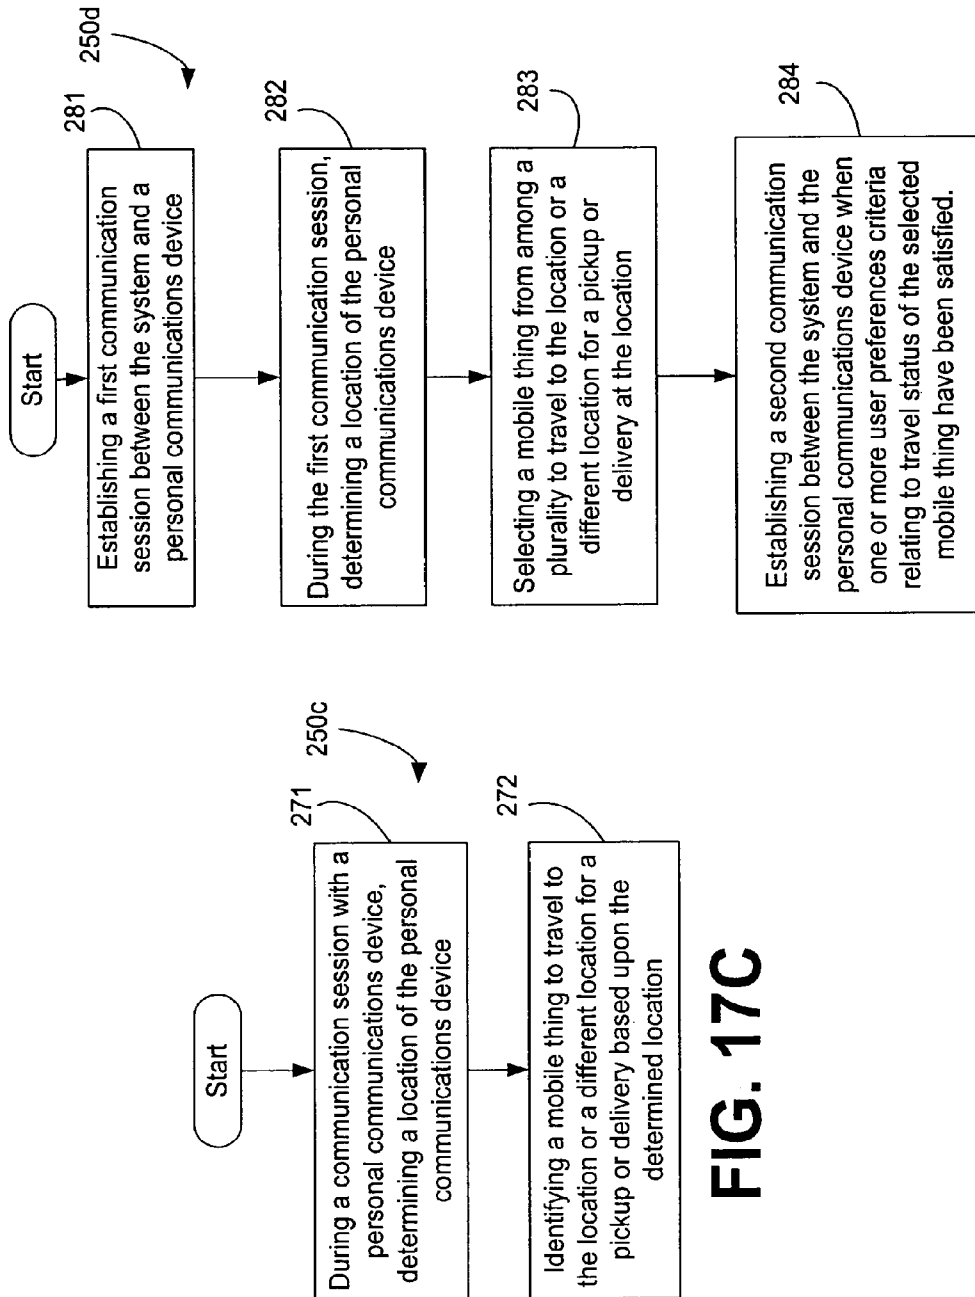 Start
250c
271
During a communication session with a
personal communications device,
determining a location of the personal
communications device
272
Identifying a mobile thing to travel to
the location or a different location for a
pickup or delivery based upon the
determined location
FIG. 17C
Start
250d
281
Establishing a first communication
session between the system and a
personal communications device
282
During the first communication session,
determining a location of the personal
communications device
283
Selecting a mobile thing from among a
plurality to travel to the location or a
different location for a pickup or
delivery at the location
284
Establishing a second communication
session between the system and the
personal communications device when
one or more user preferences criteria
relating to travel status of the selected
mobile thing have been satisfied.